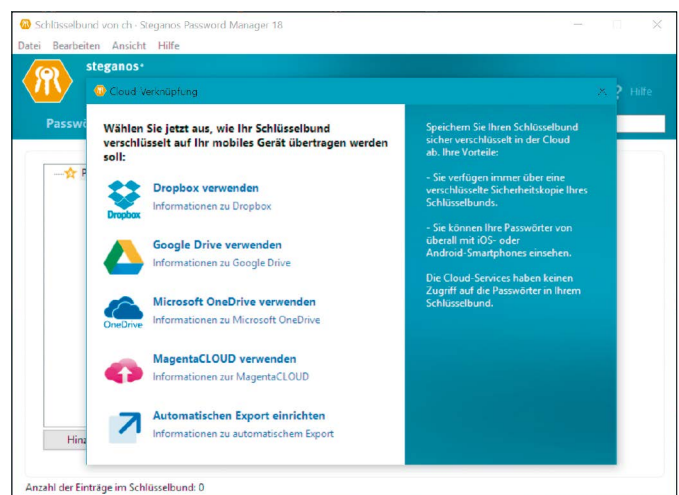 Schlüsselbund von ch - Steganos Password Manager 18
Datei Bearbeiten Ansicht Hilfe
steganos
Cloud-Verknüpfung
Hilfe
Wählen Sie jetzt aus, wie Ihr Schlüsselbund
verschlüsselt auf Ihr mobiles Gerät übertragen werden
soll:
Dropbox verwenden
Informationen zu Dropbox
Dropbox
Google Drive verwenden
Informationen zu Google Drive
Microsoft OneDrive verwenden
Informationen zu Microsoft OneDrive
OneDrive
MagentaCLOUD verwenden
Informationen zur MagentaCLOUD
Automatischen Export einrichten
Informationen zu automatischem Export
Speichern Sie Ihren Schlüsselbund
sicher verschlüsselt in der Cloud
ab. Ihre Vorteile:
- Sie verfügen immer über eine
verschlüsselte Sicherheitskopie Ihres
Schlüsselbunds.
- Sie können Ihre Passwörter von
überall mit iOS- oder
Android-Smartphones einsehen.
Die Cloud-Services haben keinen
Zugriff auf die Passwörter in Ihrem
Schlüsselbund.
Passwö
P
Hinz
Anzahl der Einträge im Schlüsselbund: 0